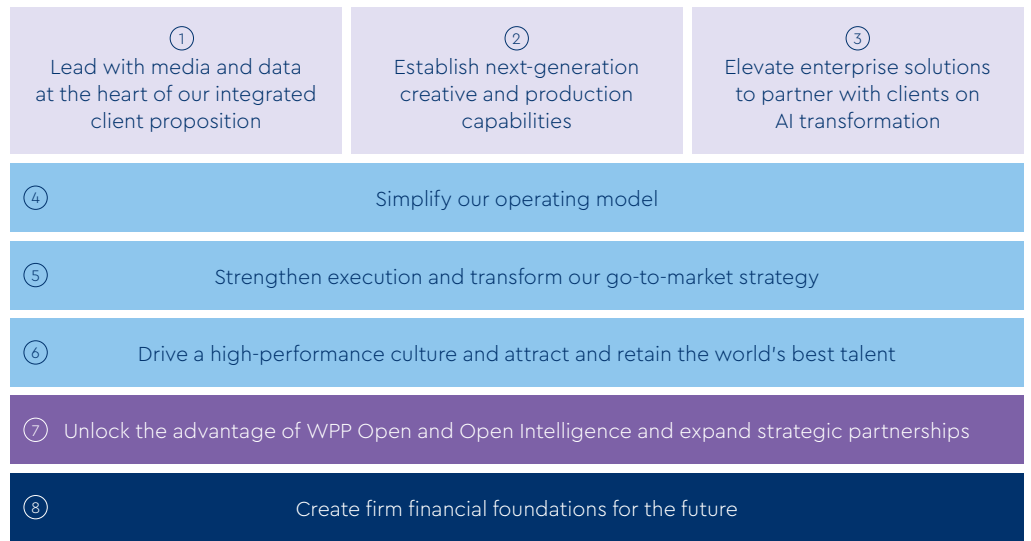 1
Lead with media and data
at the heart of our integrated
client proposition
2
Establish next-generation
creative and production
capabilities
3
Elevate enterprise solutions
to partner with clients on
AI transformation
4 Simplify our operating model
5 Strengthen execution and transform our go-to-market strategy
6 Drive a high-performance culture and attract and retain the world's best talent
7 Unlock the advantage of WPP Open and Open Intelligence and expand strategic partnerships
8 Create firm financial foundations for the future